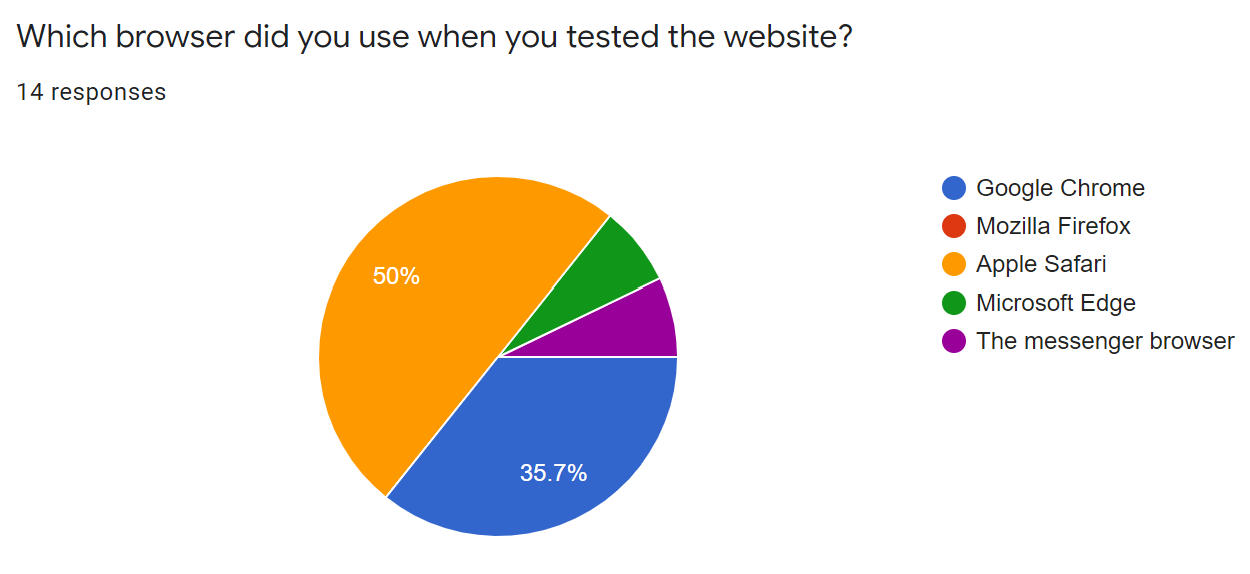 Which browser did you use when you tested the website?
14 responses
50%
35.7%
Google Chrome
Mozilla Firefox
Apple Safari
Microsoft Edge
The messenger browser